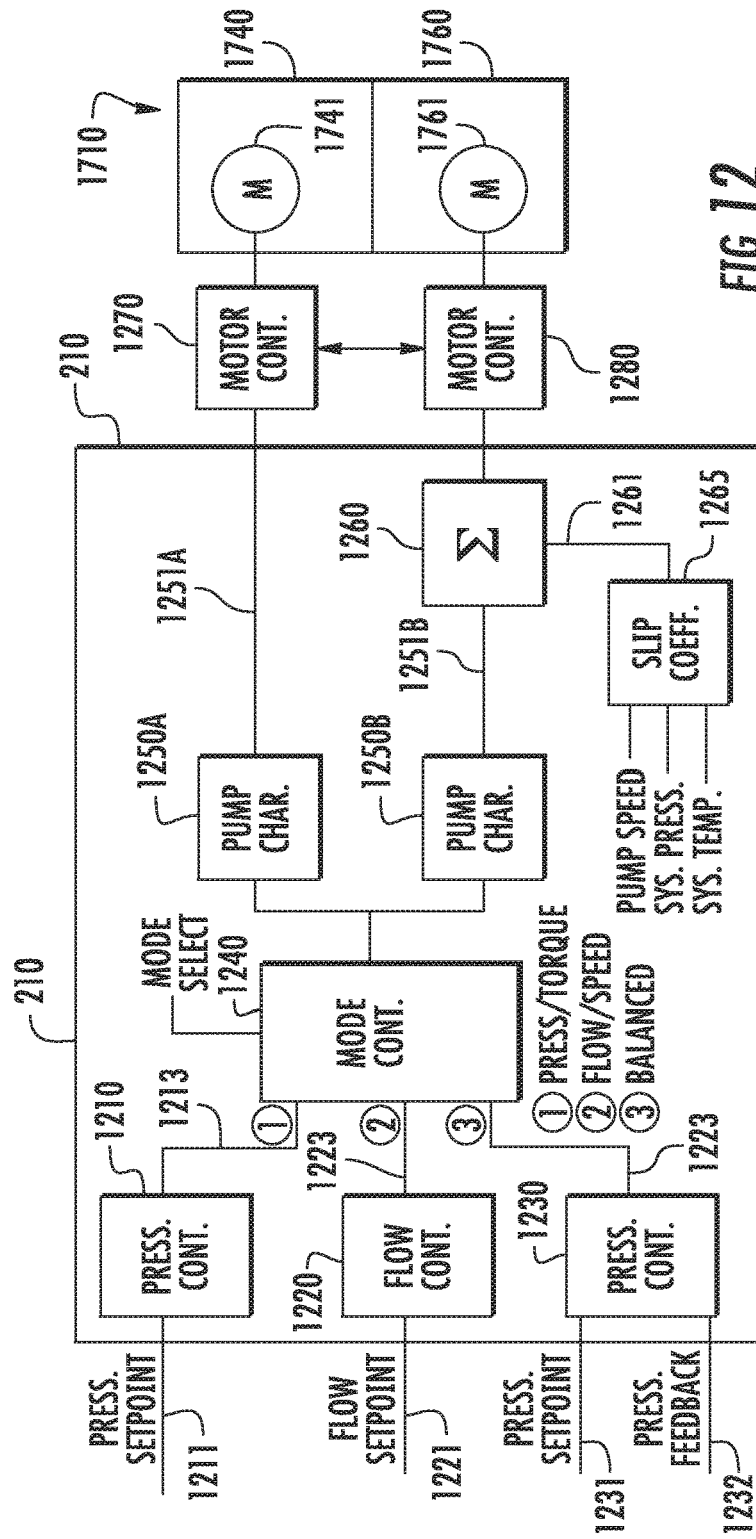 210
PRESS.
SETPOINT
1211
1210
PRESS.
CONT.
1213
FLOW
SETPOINT
1221
1220
FLOW
CONT.
1223
PRESS.
SETPOINT
1231
PRESS.
FEEDBACK
1232
1230
PRESS.
CONT.
1223
1
2
3
MODE
SELECT
1240
MODE
CONT.
1 PRESS/TORQUE
2 FLOW/SPEED
3 BALANCED
1250A
PUMP
CHAR.
1251A
1250B
PUMP
CHAR.
1251B
1260
Σ
1261
PUMP SPEED
SYS. PRESS.
SYS. TEMP.
SLIP
COEFF.
1265
210
1270
MOTOR
CONT.
MOTOR
CONT.
1280
1710
M
1741
1740
M
1761
1760
FIG 12